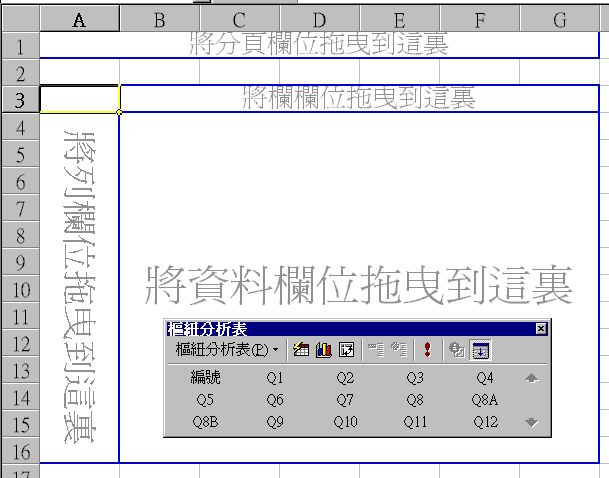 A B C D E F G
1 將分頁欄位拖曳到這裏
2
3 將欄欄位拖曳到這裏
4
5
6
7
8
9
10
11
12
13
14
15
16
17
將列欄位拖曳到這裏
將資料欄位拖曳到這裏
樞紐分析表
樞紐分析表(P)
編號 Q1 Q2 Q3 Q4
Q5 Q6 Q7 Q8 Q8A
Q8B Q9 Q10 Q11 Q12